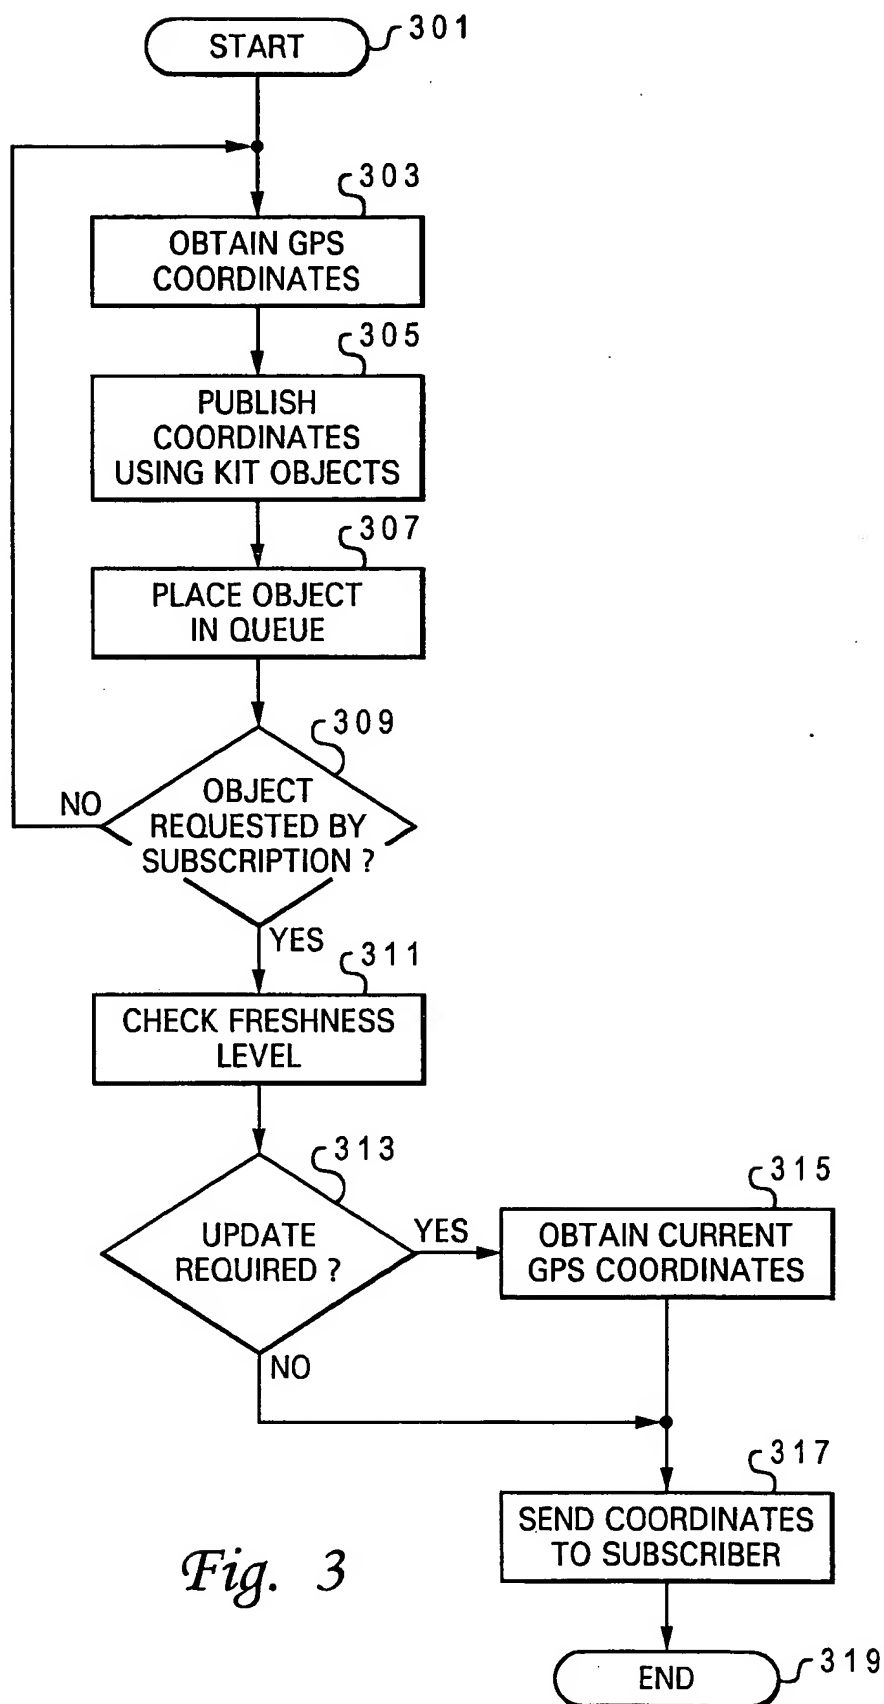 START
301
303
OBTAIN GPS
COORDINATES
305
PUBLISH
COORDINATES
USING KIT OBJECTS
307
PLACE OBJECT
IN QUEUE
309
OBJECT
REQUESTED BY
SUBSCRIPTION ?
NO
YES
311
CHECK FRESHNESS
LEVEL
313
UPDATE
REQUIRED ?
YES
315
OBTAIN CURRENT
GPS COORDINATES
NO
317
SEND COORDINATES
TO SUBSCRIBER
Fig. 3
END
319